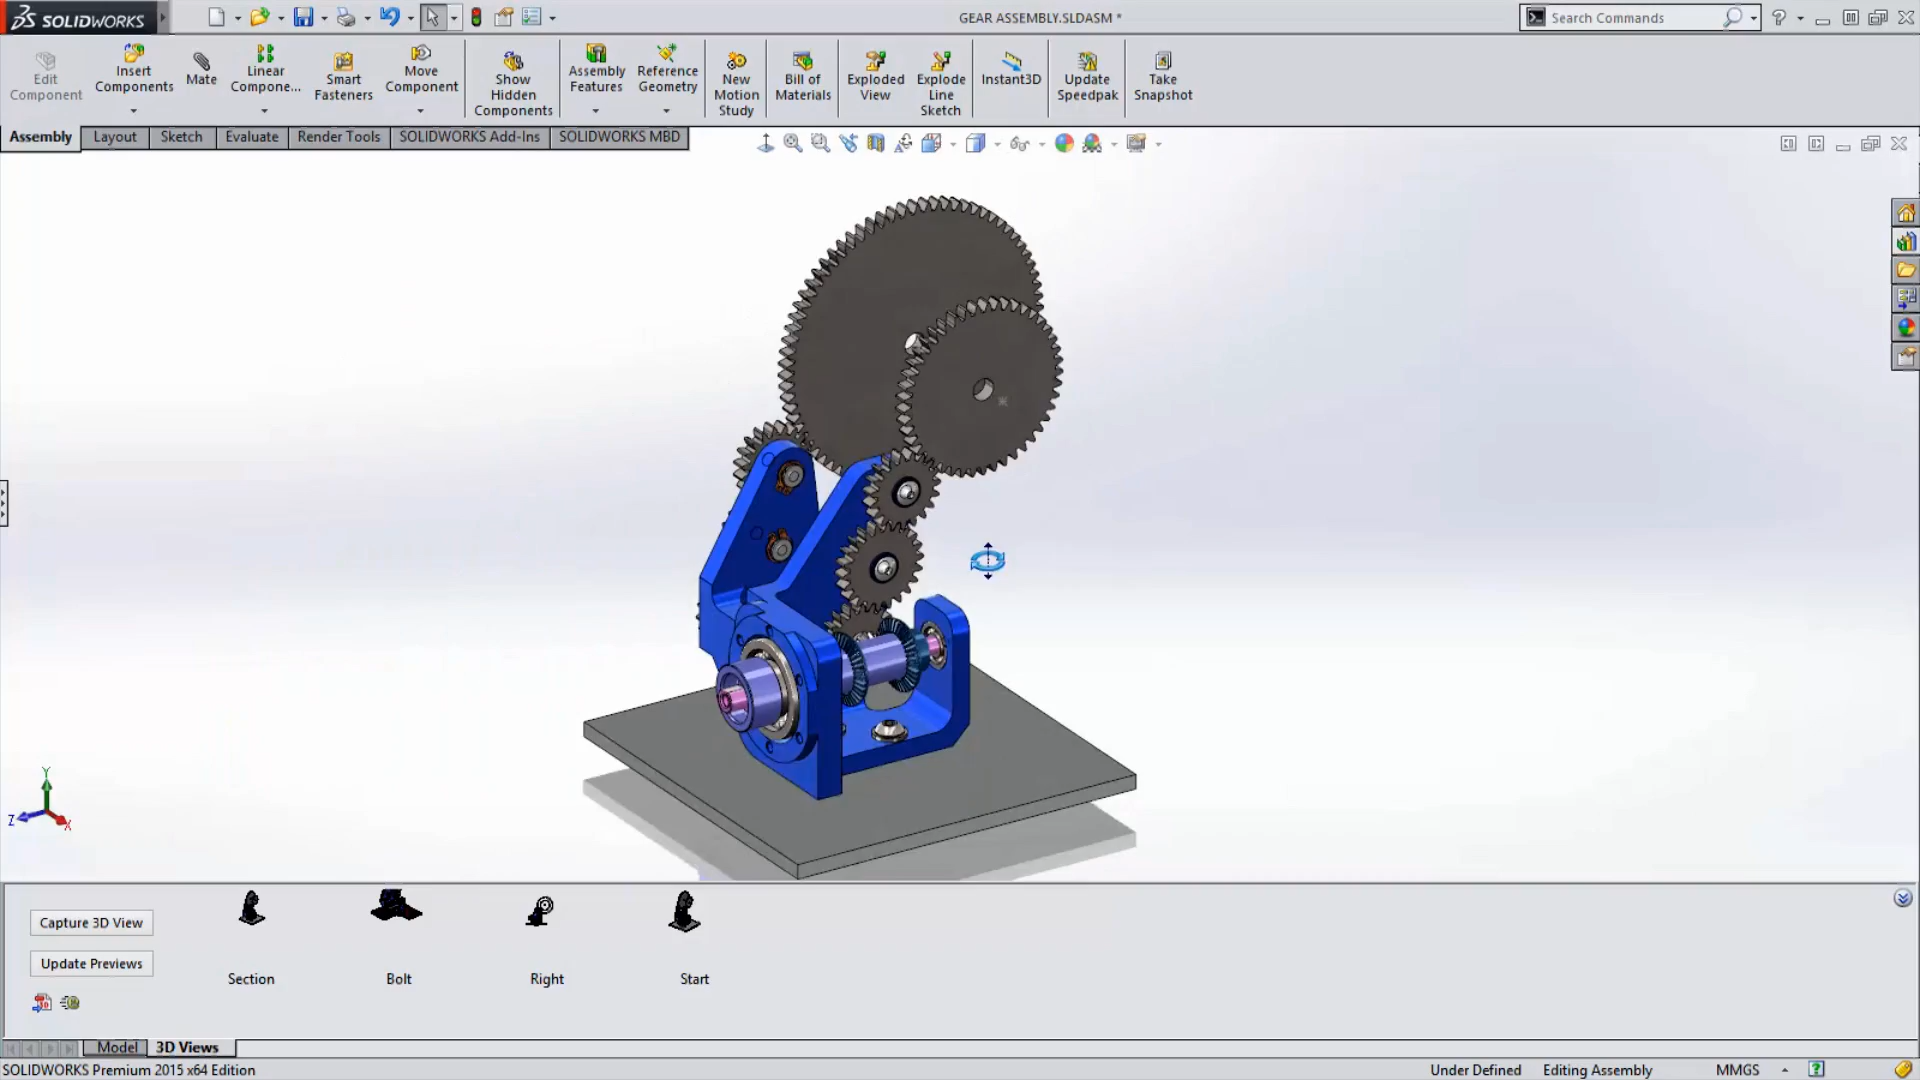 SOLIDWORKS
GEAR ASSEMBLY.SLDASM *
Search Commands
Edit
Component
Insert
Components
Mate
Linear
Compone...
Smart
Fasteners
Move
Component
Show
Hidden
Components
Assembly
Features
Reference
Geometry
New
Motion
Study
Bill of
Materials
Exploded
View
Explode
Line
Sketch
Instant3D
Update
Speedpak
Take
Snapshot
Assembly
Layout
Sketch
Evaluate
Render Tools
SOLIDWORKS Add-Ins
SOLIDWORKS MBD
Y
Z
X
Capture 3D View
Update Previews
Section
Bolt
Right
Start
Model
3D Views
SOLIDWORKS Premium 2015 x64 Edition
Under Defined
Editing Assembly
MMGS